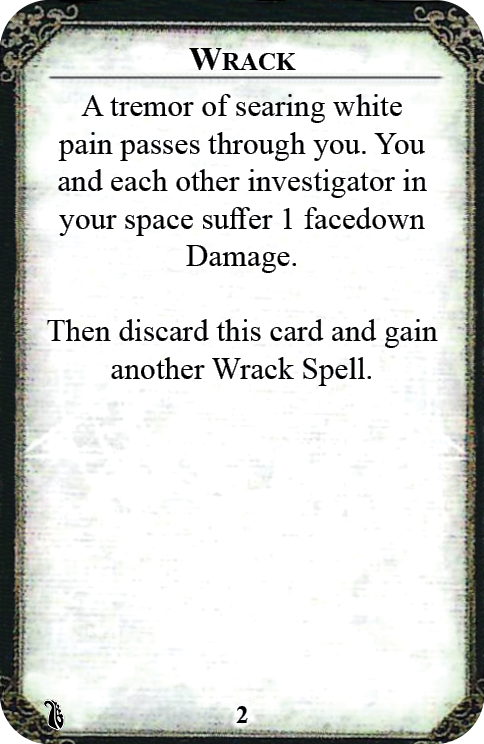 WRACK
A tremor of searing white
pain passes through you. You
and each other investigator in
your space suffer 1 facedown
Damage.
Then discard this card and gain
another Wrack Spell.
2